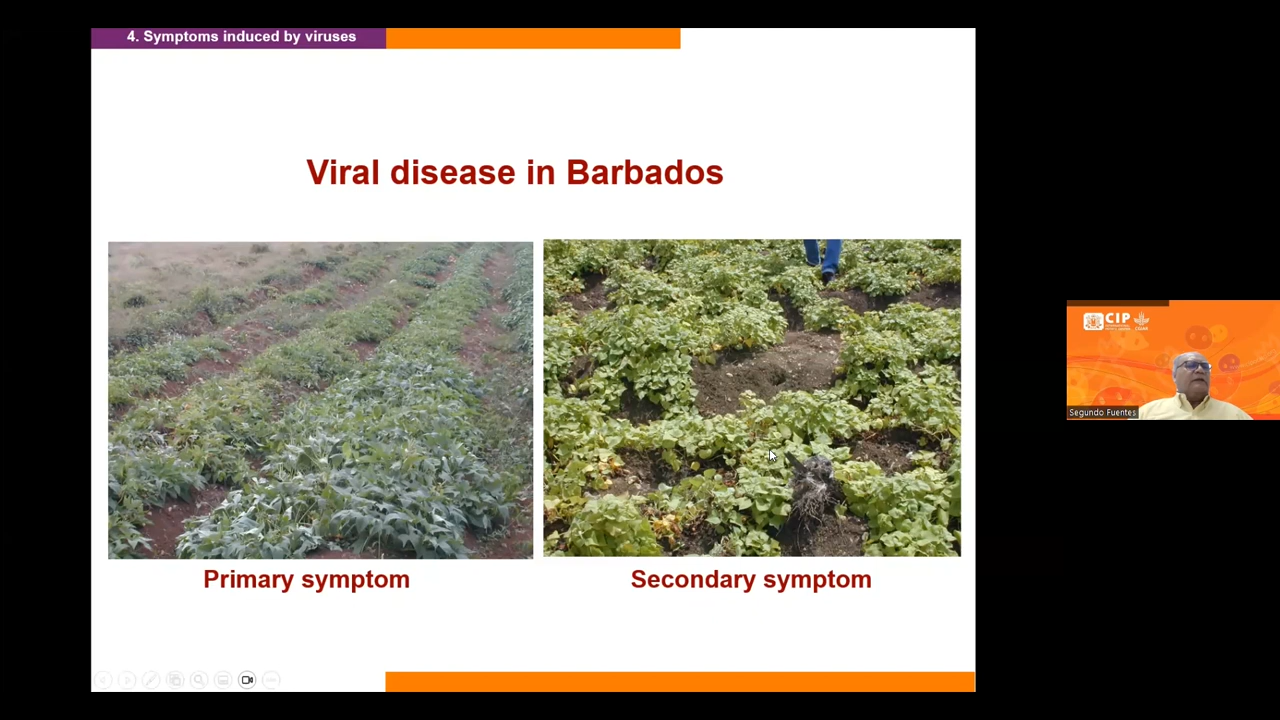 4. Symptoms induced by viruses
Viral disease in Barbados
Primary symptom
Secondary symptom
CIP
Segundo Fuentes